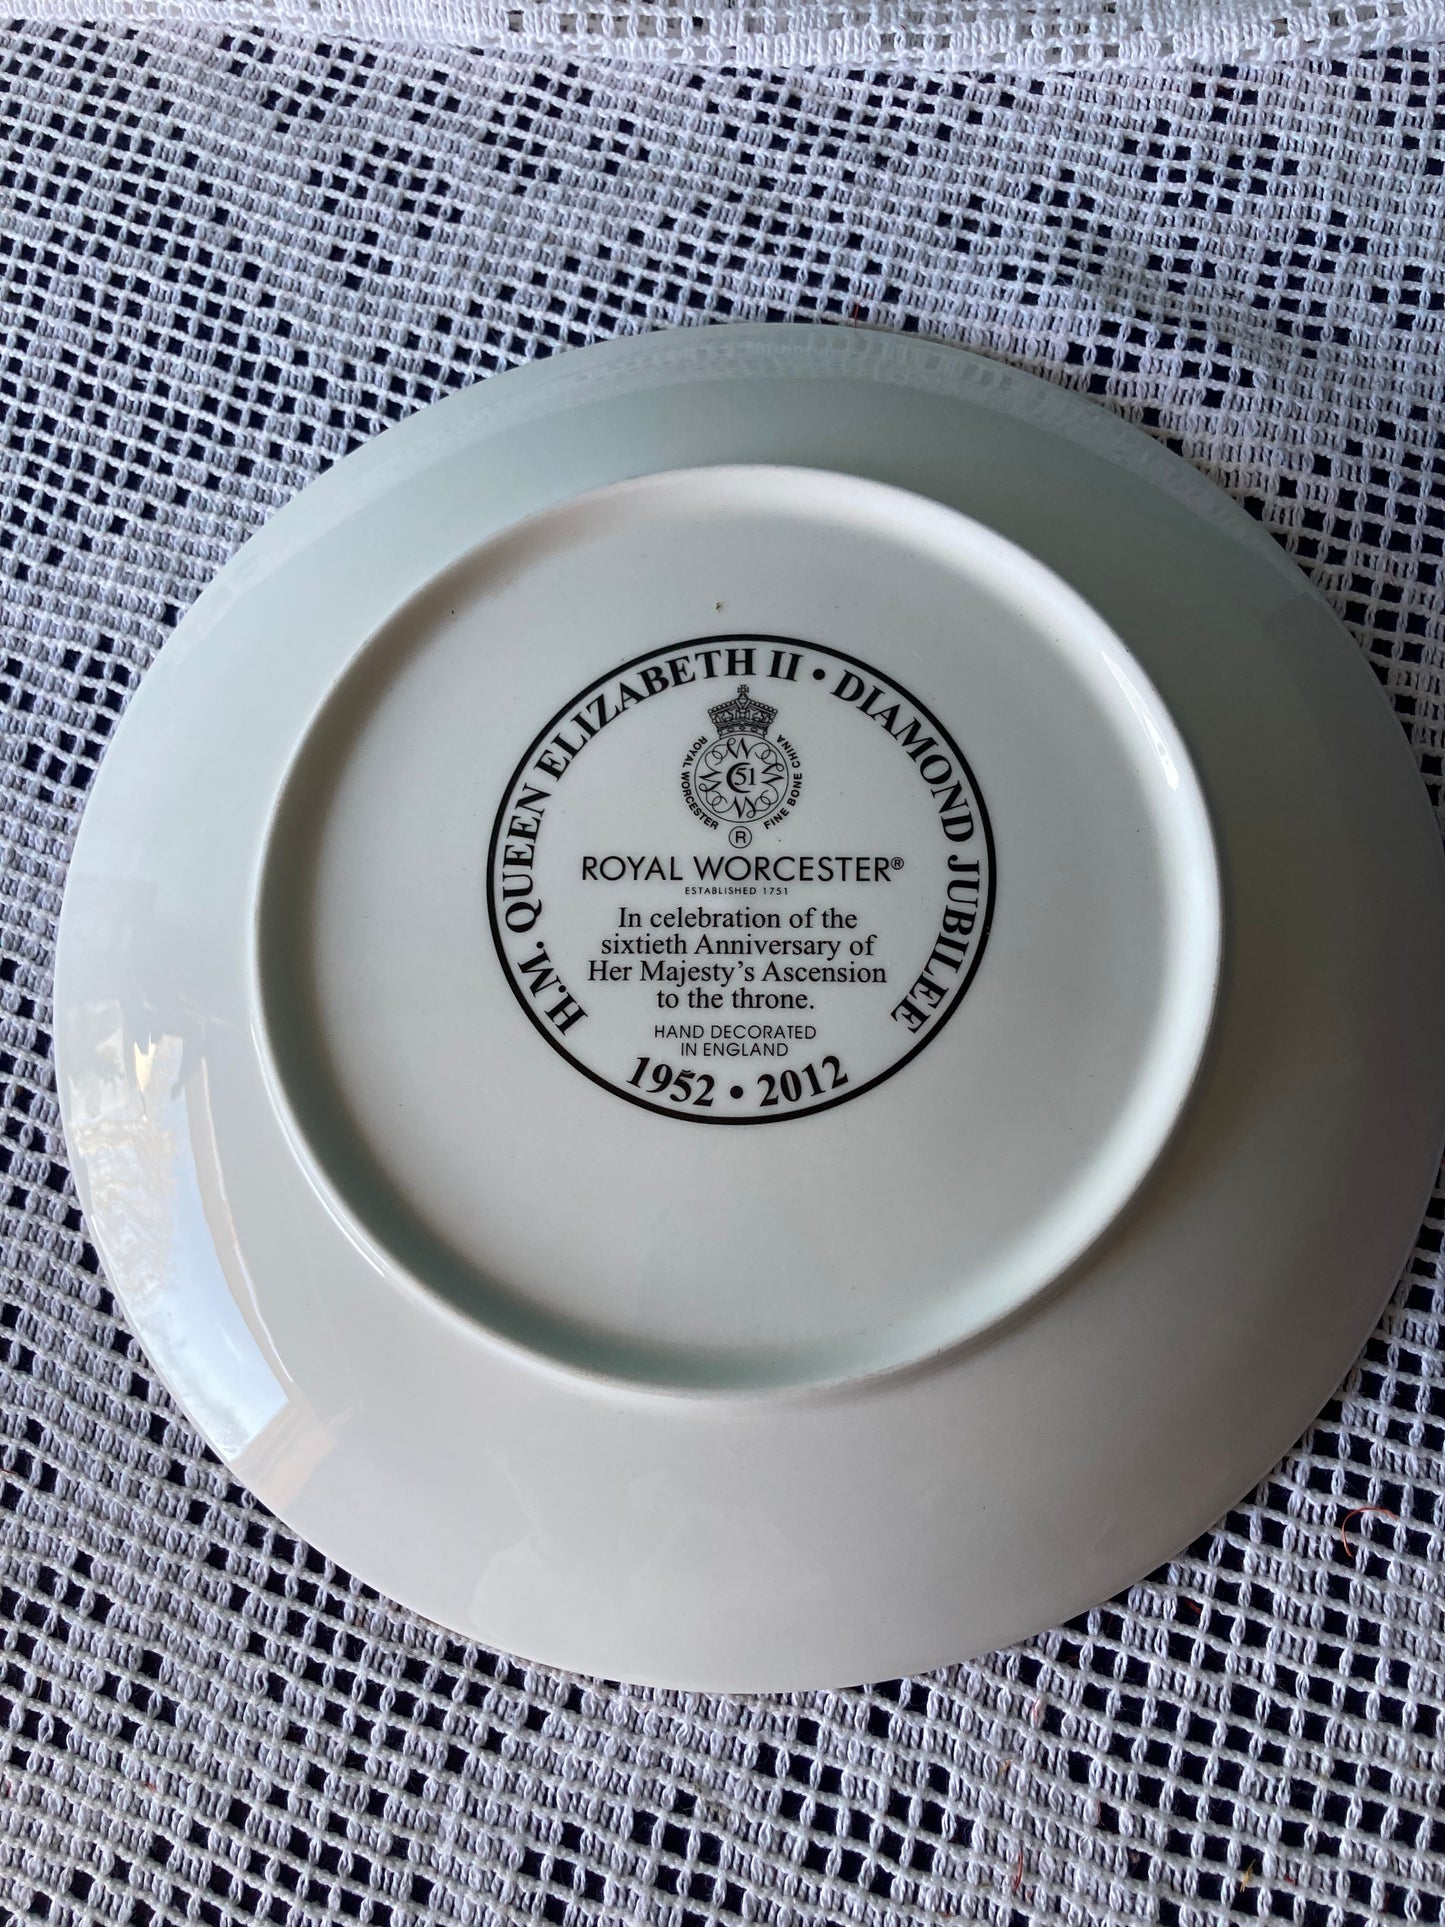 H.M. QUEEN ELIZABETH II • DIAMOND JUBILEE
ROYAL WORCESTER
FINE BONE CHINA
51
®
ROYAL WORCESTER®
ESTABLISHED 1751
In celebration of the
sixtieth Anniversary of
Her Majesty's Ascension
to the throne.
HAND DECORATED
IN ENGLAND
1952 • 2012